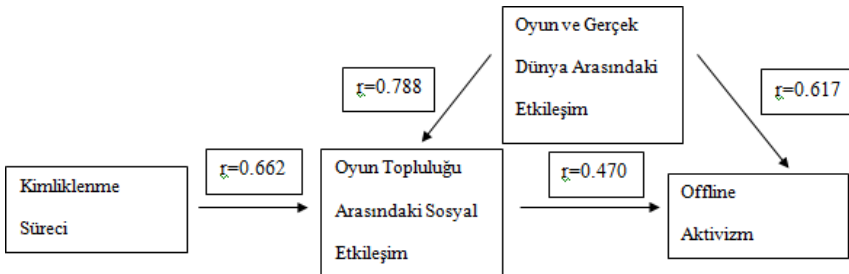 Oyun ve Gerçek
Dünya Arasındaki
Etkileşim
r=0.788
r=0.617
r=0.662
r=0.470
Kimliklenme
Süreci
Oyun Topluluğu
Arasındaki Sosyal
Etkileşim
Offline
Aktivizm